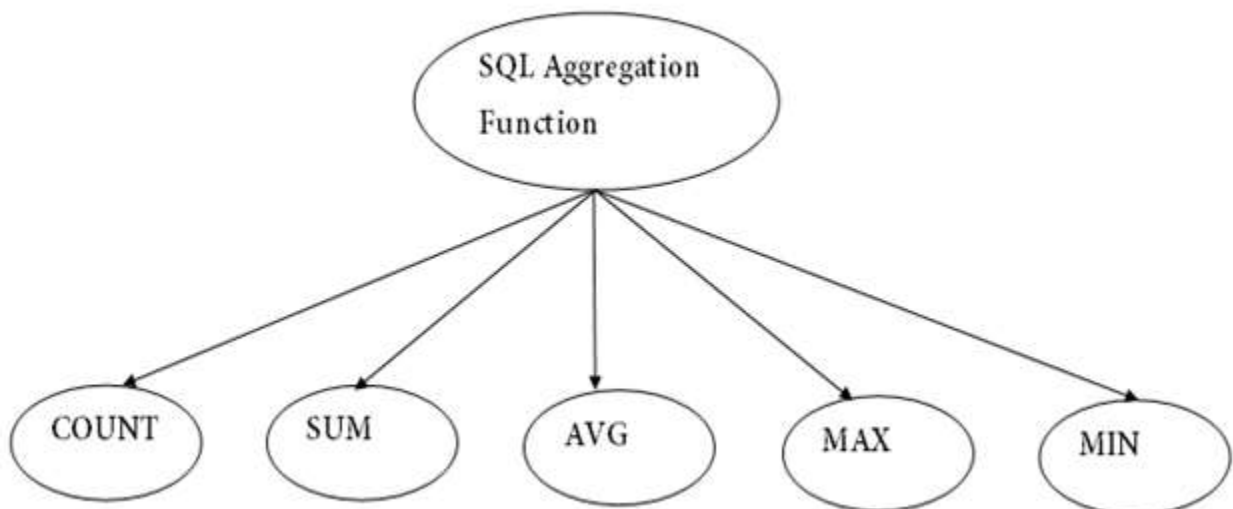 SQL Aggregation
Function
COUNT
SUM
AVG
MAX
MIN